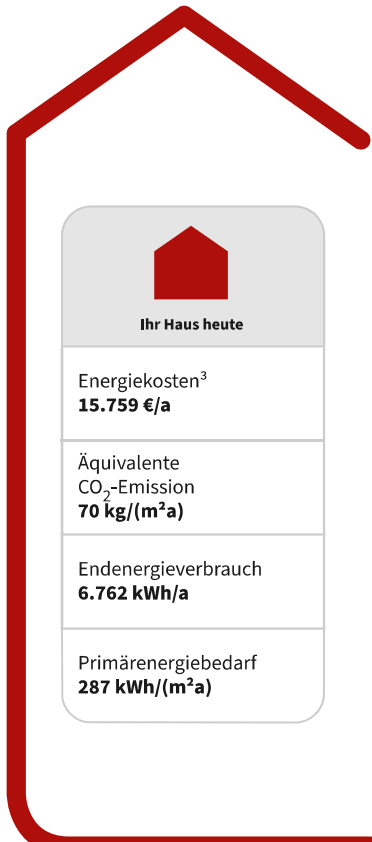 Ihr Haus heute
Energiekosten³
15.759 €/a
Äquivalente
CO₂-Emission
70 kg/(m²a)
Endenergieverbrauch
6.762 kWh/a
Primärenergiebedarf
287 kWh/(m²a)